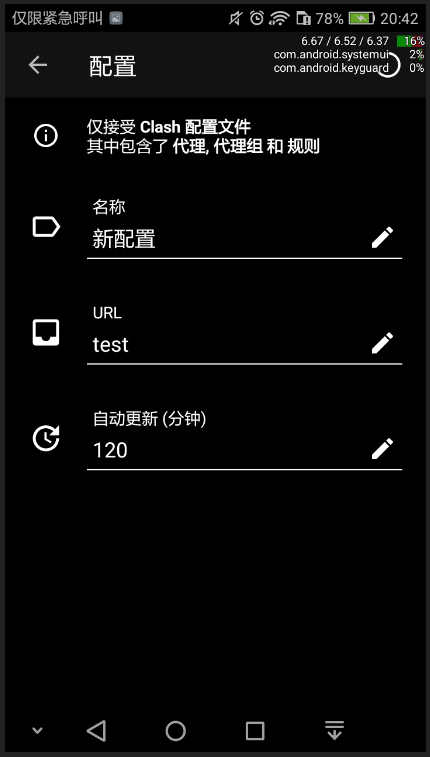 仅限紧急呼叫 78% 20:42
6.67 / 6.52 / 6.37 16%
com.android.systemui 2%
com.android.keyguard 0%
配置
仅接受 Clash 配置文件
其中包含了 代理, 代理组 和 规则
名称
新配置
URL
test
自动更新 (分钟)
120